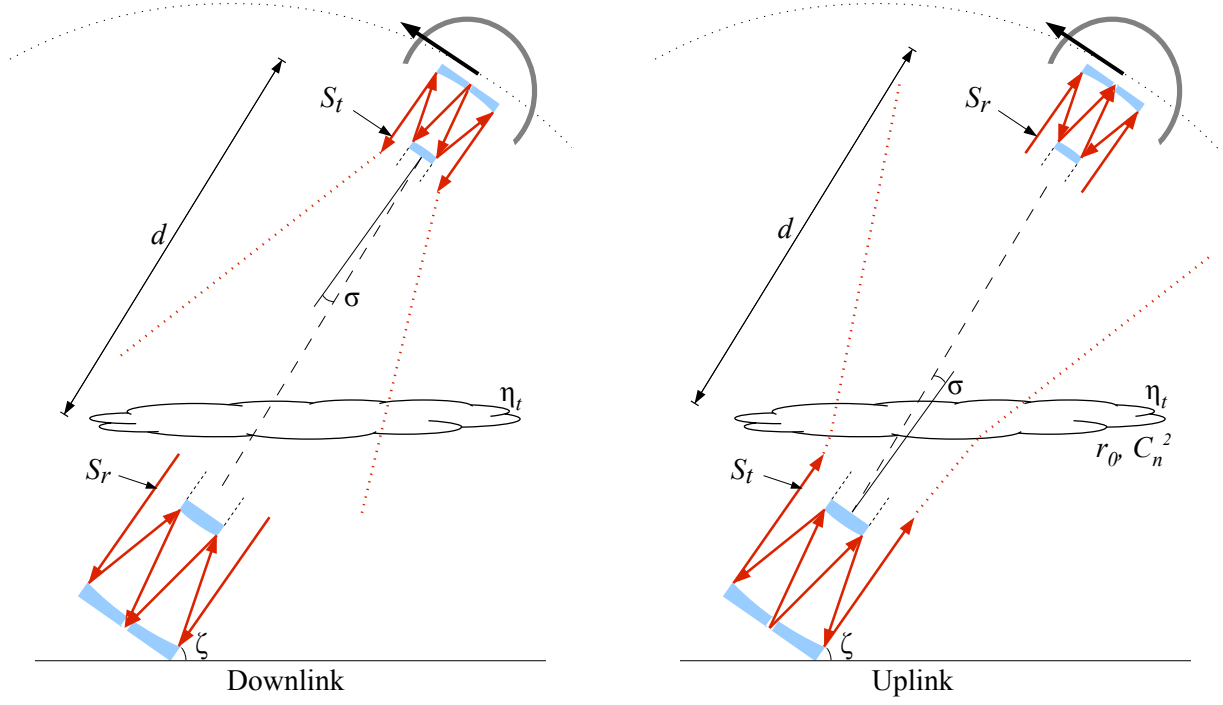 S_t
d
σ
η_t
S_r
ζ
Downlink
S_r
d
σ
η_t
r_0, C_n^2
S_t
ζ
Uplink